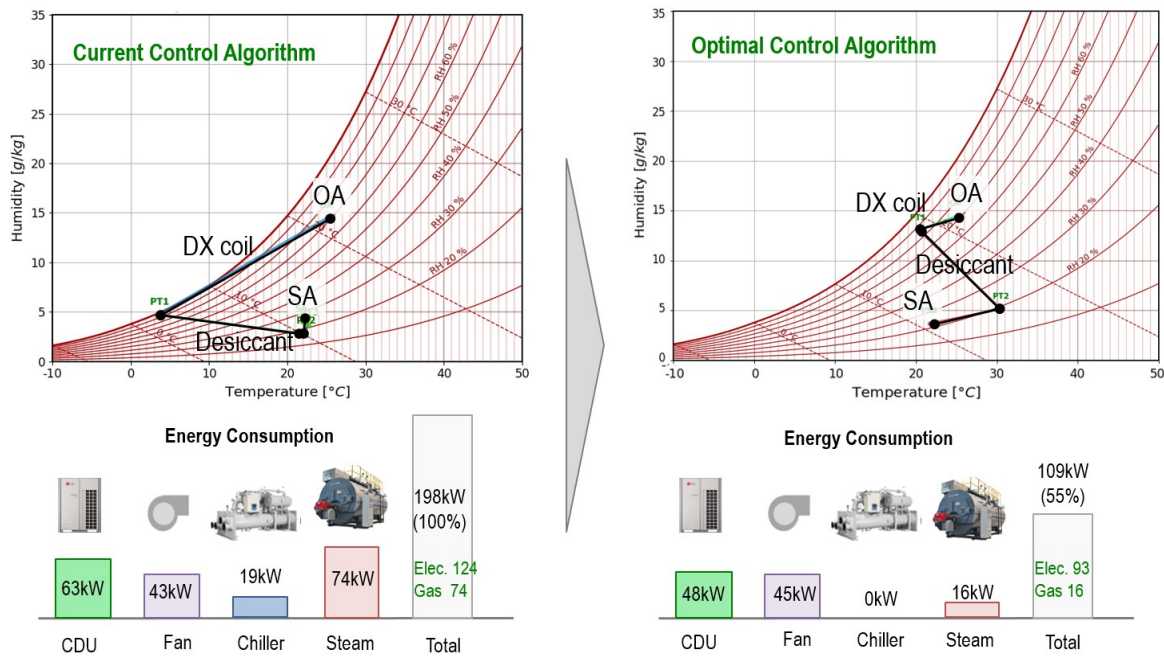 Current Control Algorithm
35
30
25
20
15
10
5
0
Humidity [g/kg]
RH 60 %
RH 50 %
RH 40 %
RH 30 %
RH 20 %
30 °C
10 °C
0 °C
OA
DX coil
PT1
SA
Desiccant
-10
0
10
20
30
40
50
Temperature [°C]
Optimal Control Algorithm
35
30
25
20
15
10
5
0
Humidity [g/kg]
RH 60 %
RH 50 %
RH 40 %
RH 30 %
RH 20 %
30 °C
10 °C
0 °C
OA
DX coil
PT1
Desiccant
SA
PT2
-10
0
10
20
30
40
50
Temperature [°C]
Energy Consumption
198kW
(100%)
Elec. 124
Gas 74
63kW
43kW
19kW
74kW
CDU
Fan
Chiller
Steam
Total
Energy Consumption
109kW
(55%)
Elec. 93
Gas 16
48kW
45kW
0kW
16kW
CDU
Fan
Chiller
Steam
Total